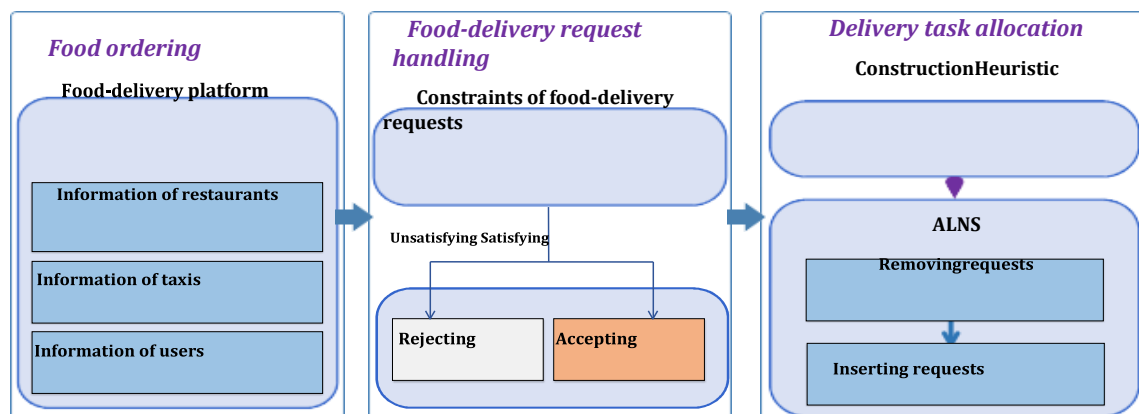 Food ordering
Food-delivery platform
Information of restaurants
Information of taxis
Information of users
Food-delivery request
handling
Constraints of food-delivery
requests
Unsatisfying Satisfying
Rejecting
Accepting
Delivery task allocation
ConstructionHeuristic
ALNS
Removingrequests
Inserting requests